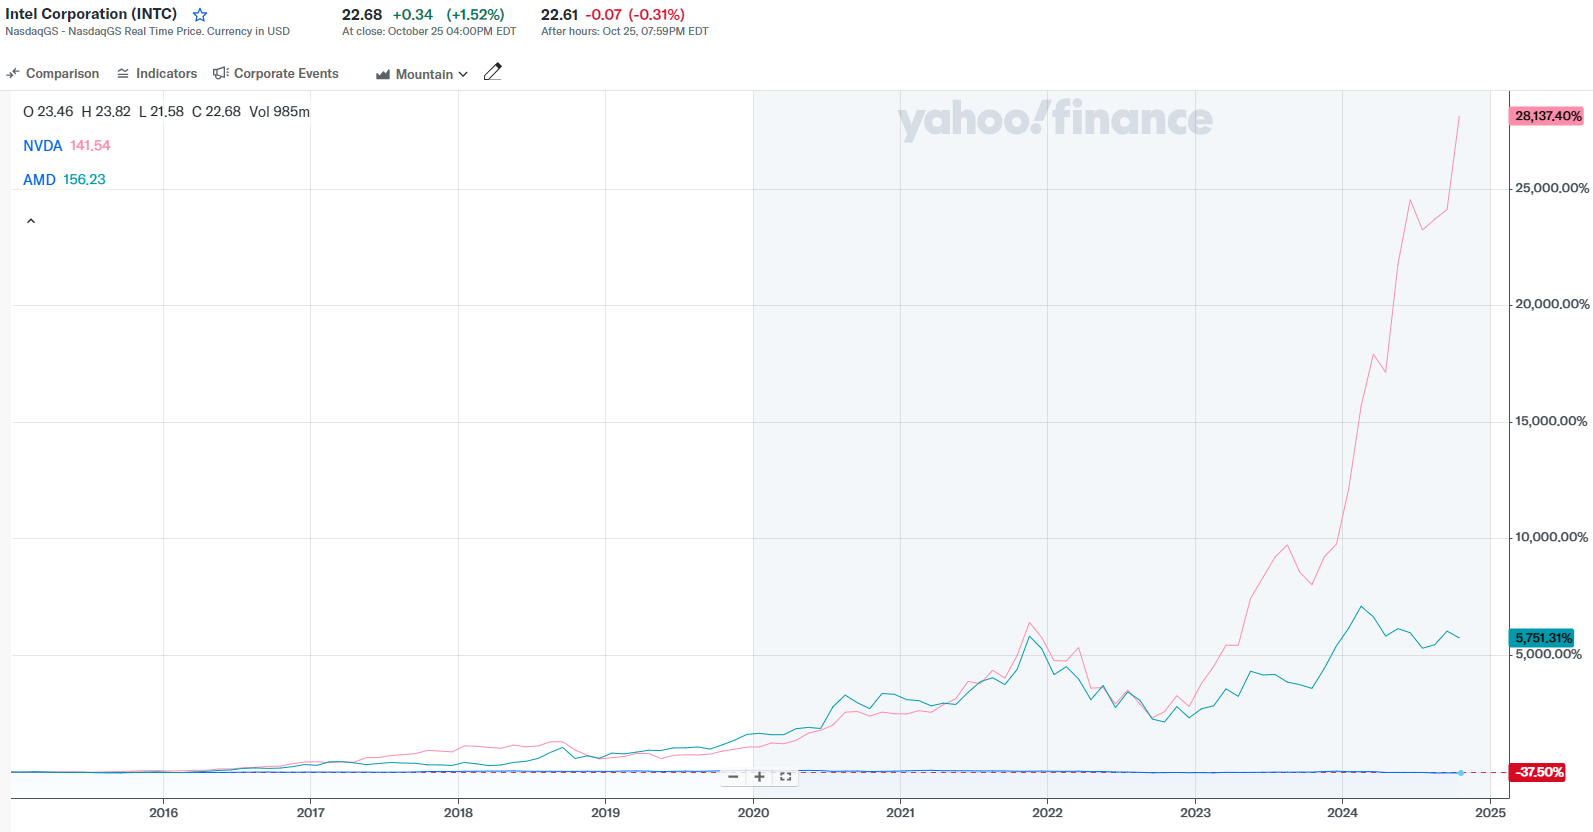 Intel Corporation (INTC)
22.68 +0.34 (+1.52%)
22.61 -0.07 (-0.31%)
NasdaqGS - NasdaqGS Real Time Price. Currency in USD
At close: October 25 04:00PM EDT
After hours: Oct 25, 07:59PM EDT
Comparison
Indicators
Corporate Events
Mountain
O 23.46 H 23.82 L 21.58 C 22.68 Vol 985m
yahoo!finance
NVDA 141.54
AMD 156.23
28,137.40%
25,000.00%
20,000.00%
15,000.00%
10,000.00%
5,751.31%
5,000.00%
-37.50%
2016 2017 2018 2019 2020 2021 2022 2023 2024 2025